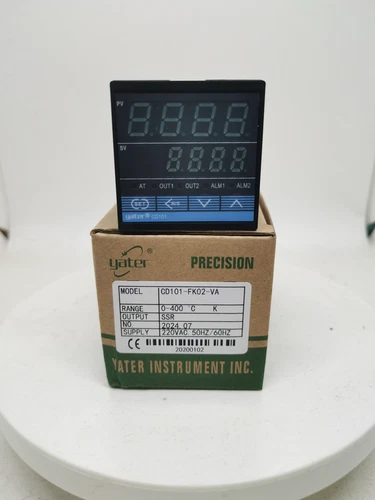 PV
8.8.8.8
SV
8.8.8.8
AT OUT1 OUT2 ALM1 ALM2
SET <R/S
yater® CD101
yater PRECISION
MODEL CD101-FK02-VA
RANGE 0-400 °C K
OUTPUT SSR
NO. 2024.07
SUPPLY 220VAC 50HZ/60HZ
CE 20200102
YATER INSTRUMENT INC.